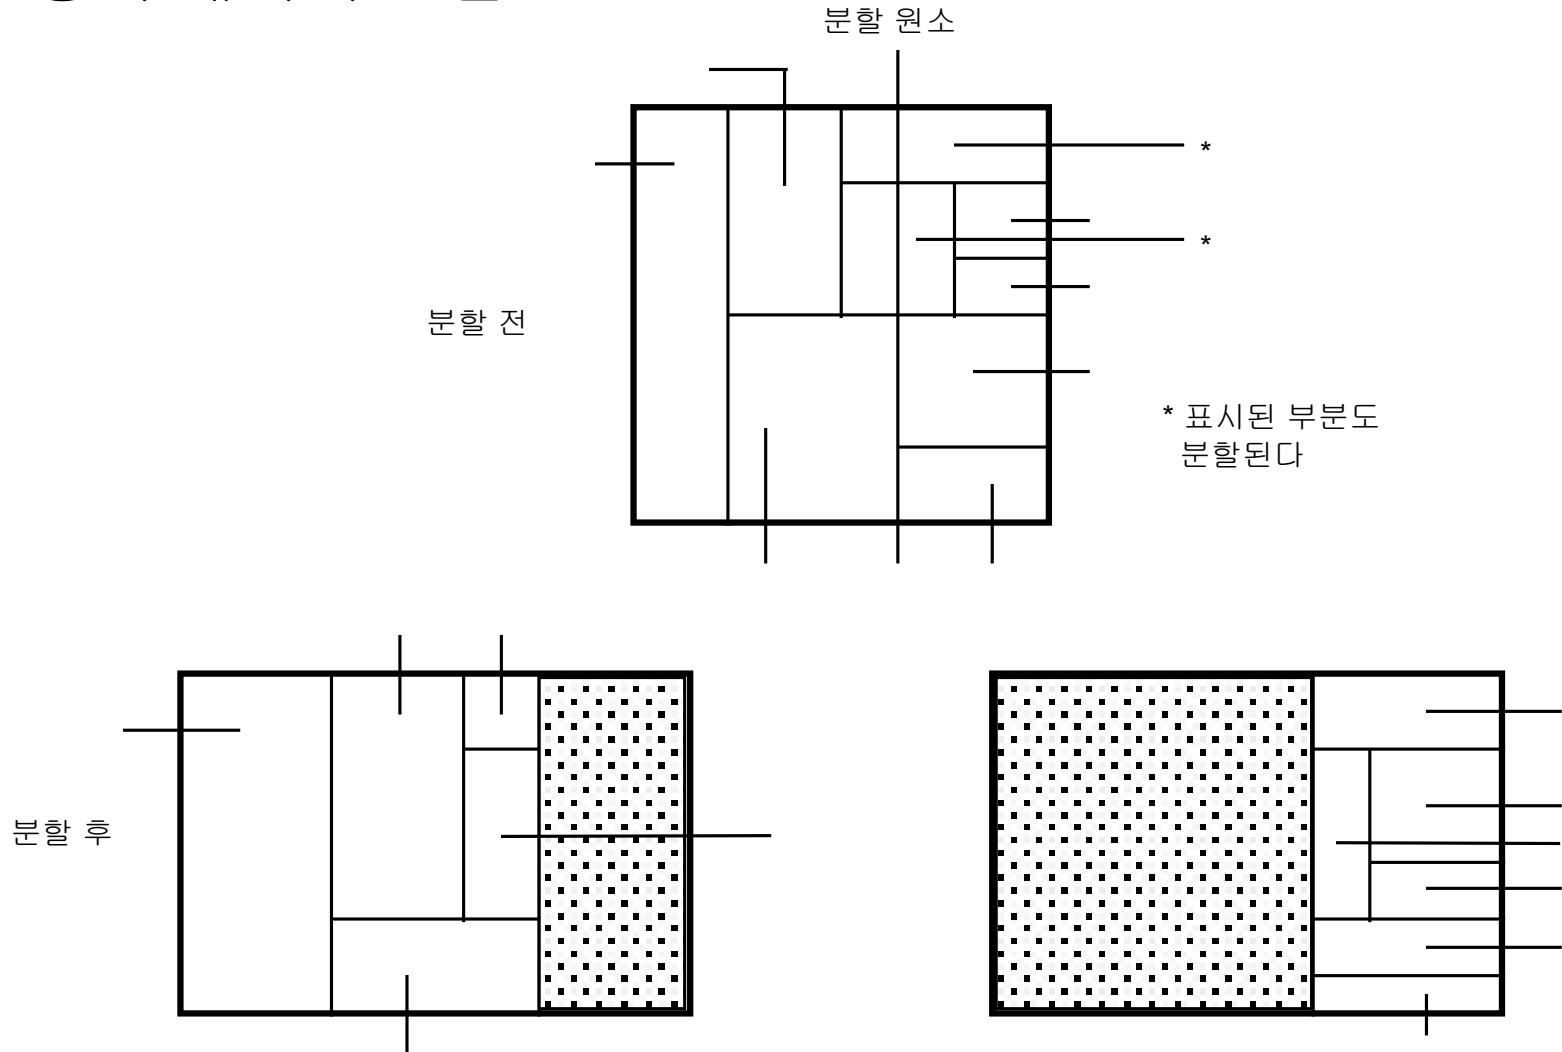 분할 원소
*
*
분할 전
* 표시된 부분도
분할된다
분할 후